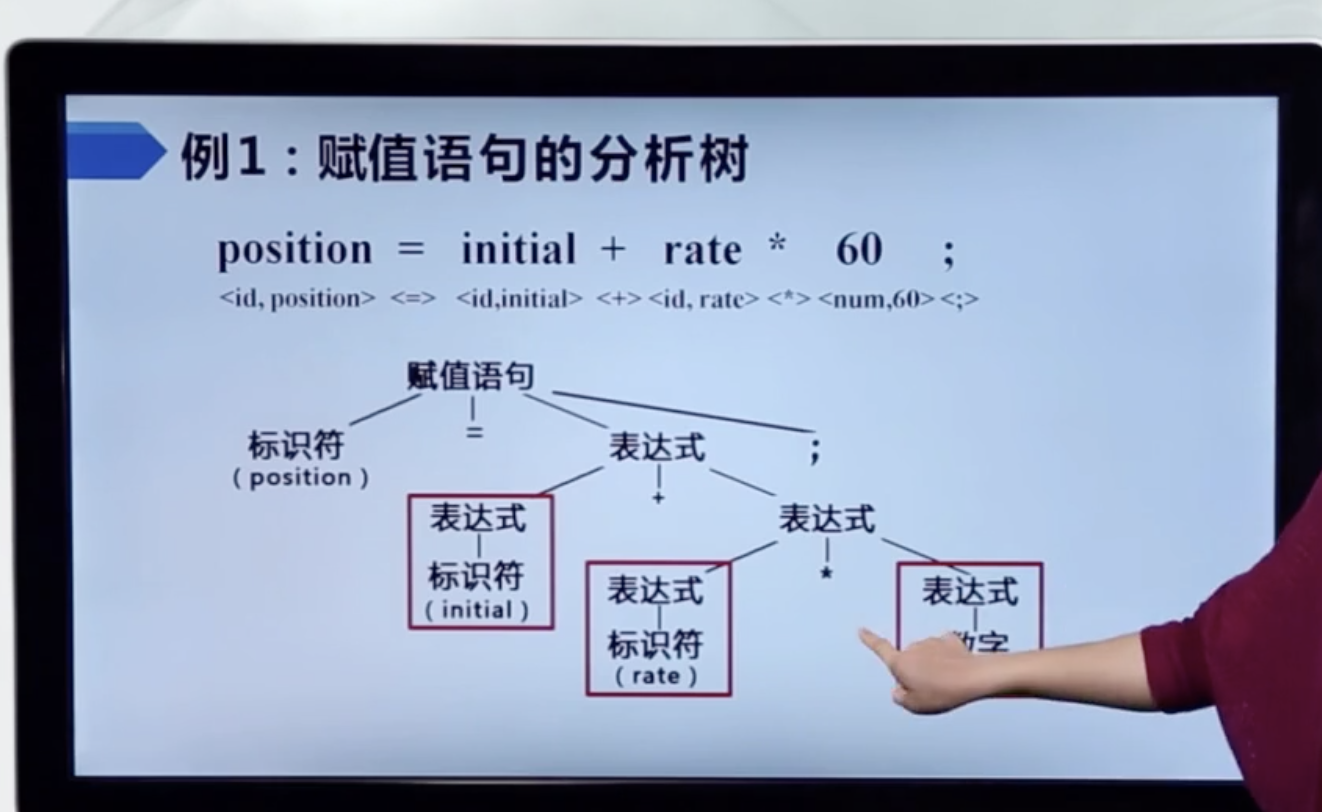 例1：赋值语句的分析树
position = initial + rate * 60 ;
<id, position> <=> <id,initial> <+> <id, rate> <*> <num,60> <;>
赋值语句
标识符 = 表达式 ;
( position )
表达式 + 表达式
标识符
( initial )
表达式 * 表达式
标识符 数字
( rate )